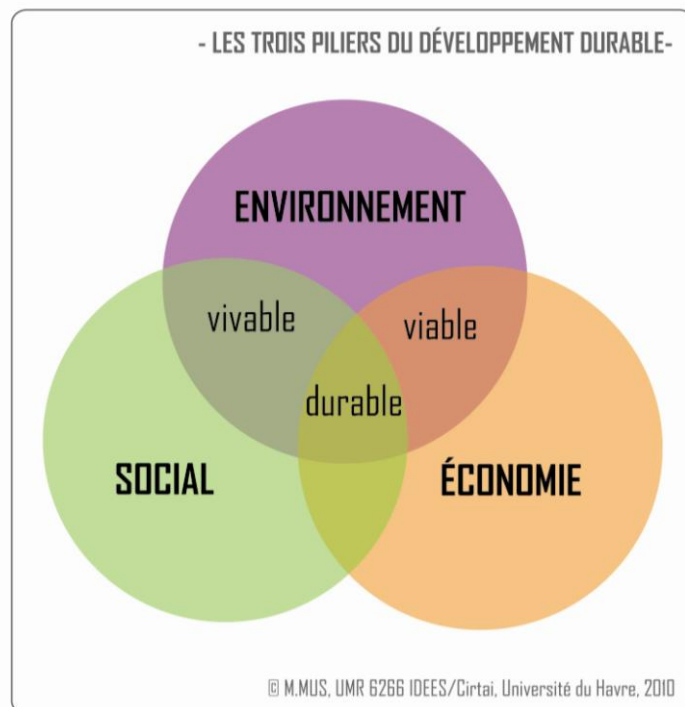 - LES TROIS PILIERS DU DÉVELOPPEMENT DURABLE-
ENVIRONNEMENT
vivable
viable
durable
SOCIAL
ÉCONOMIE
© M.MUS, UMR 6266 IDEES/Cirtai, Université du Havre, 2010